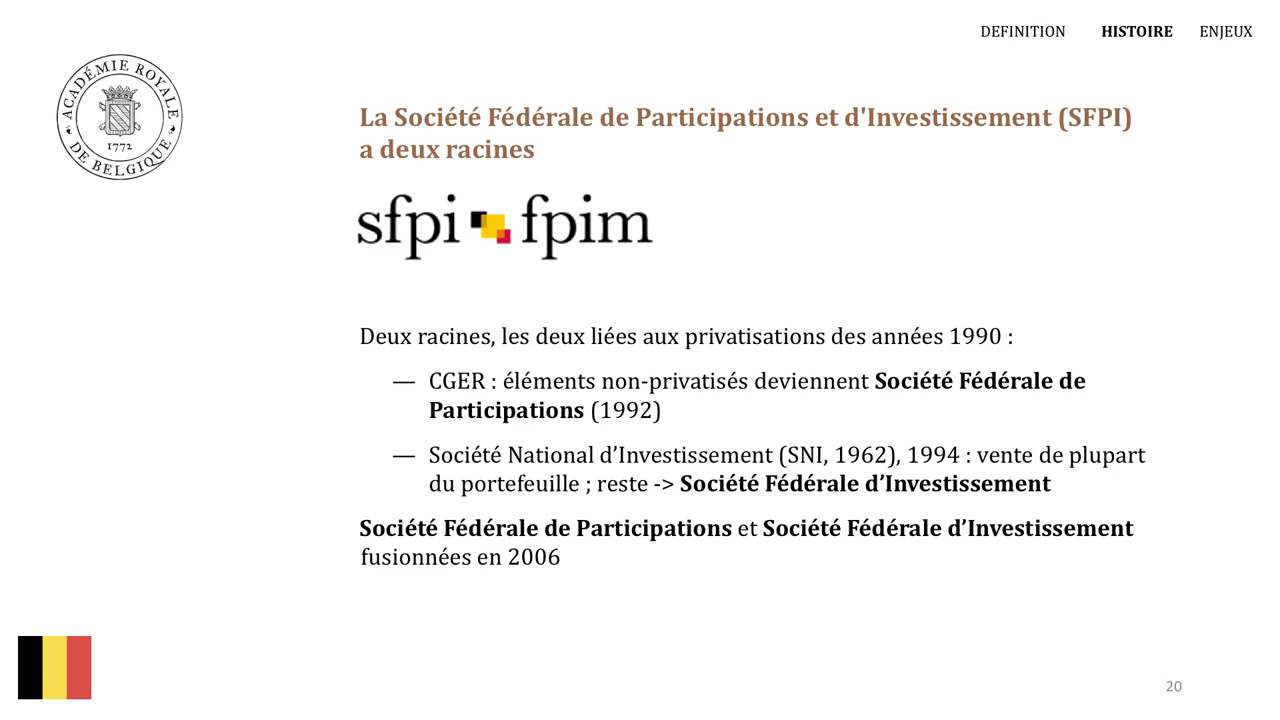 DEFINITION HISTOIRE ENJEUX
ACADÉMIE ROYALE
DE BELGIQUE
1772
La Société Fédérale de Participations et d'Investissement (SFPI)
a deux racines
sfpi fpim
Deux racines, les deux liées aux privatisations des années 1990 :
— CGER : éléments non-privatisés deviennent Société Fédérale de
Participations (1992)
— Société National d’Investissement (SNI, 1962), 1994 : vente de plupart
du portefeuille ; reste -> Société Fédérale d’Investissement
Société Fédérale de Participations et Société Fédérale d’Investissement
fusionnées en 2006
20